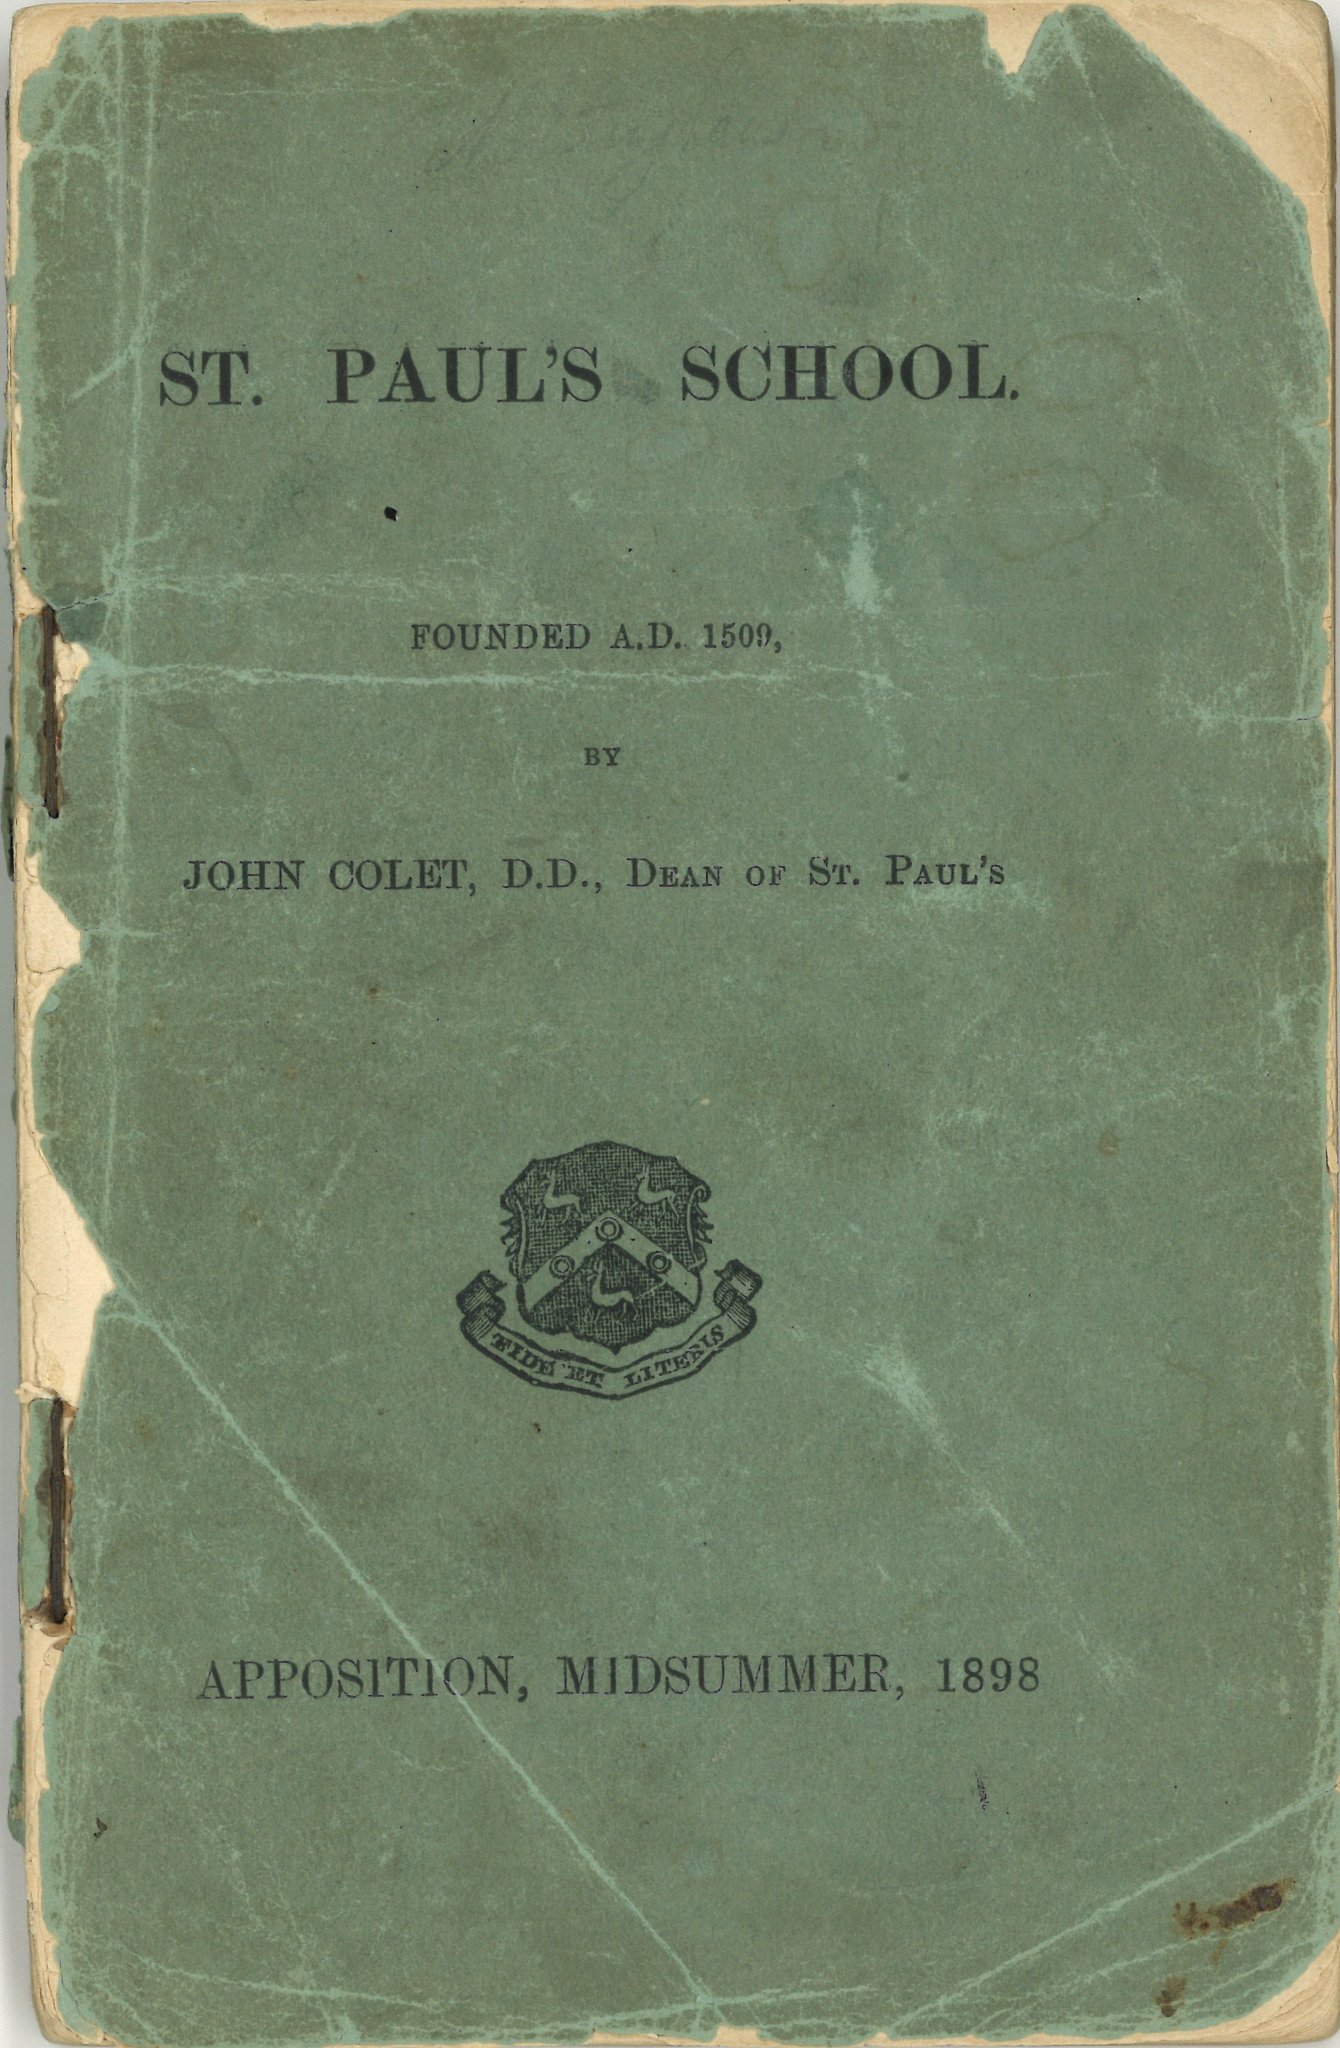 ST. PAUL'S SCHOOL.
FOUNDED A.D. 1509,
BY
JOHN COLET, D.D., DEAN OF ST. PAUL'S
FIDE ET LITERIS
APPOSITION, MIDSUMMER, 1898